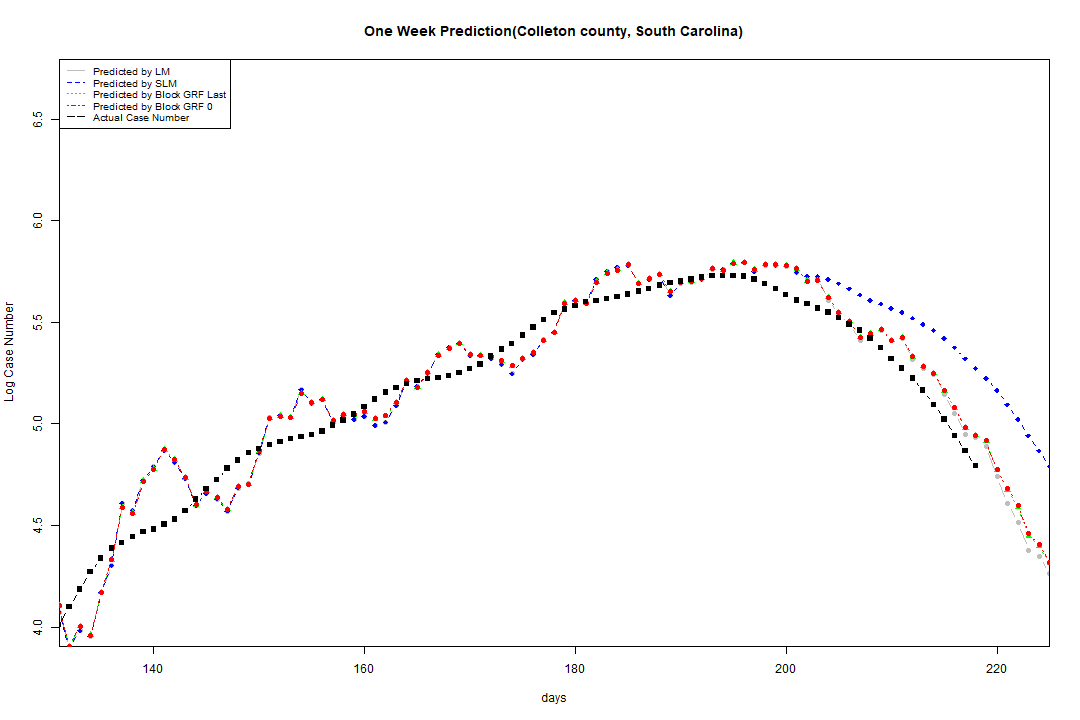 One Week Prediction(Colleton county, South Carolina)
Predicted by LM
Predicted by SLM
Predicted by Block GRF Last
Predicted by Block GRF 0
Actual Case Number
6.5
6.0
5.5
5.0
4.5
4.0
Log Case Number
140 160 180 200 220
days